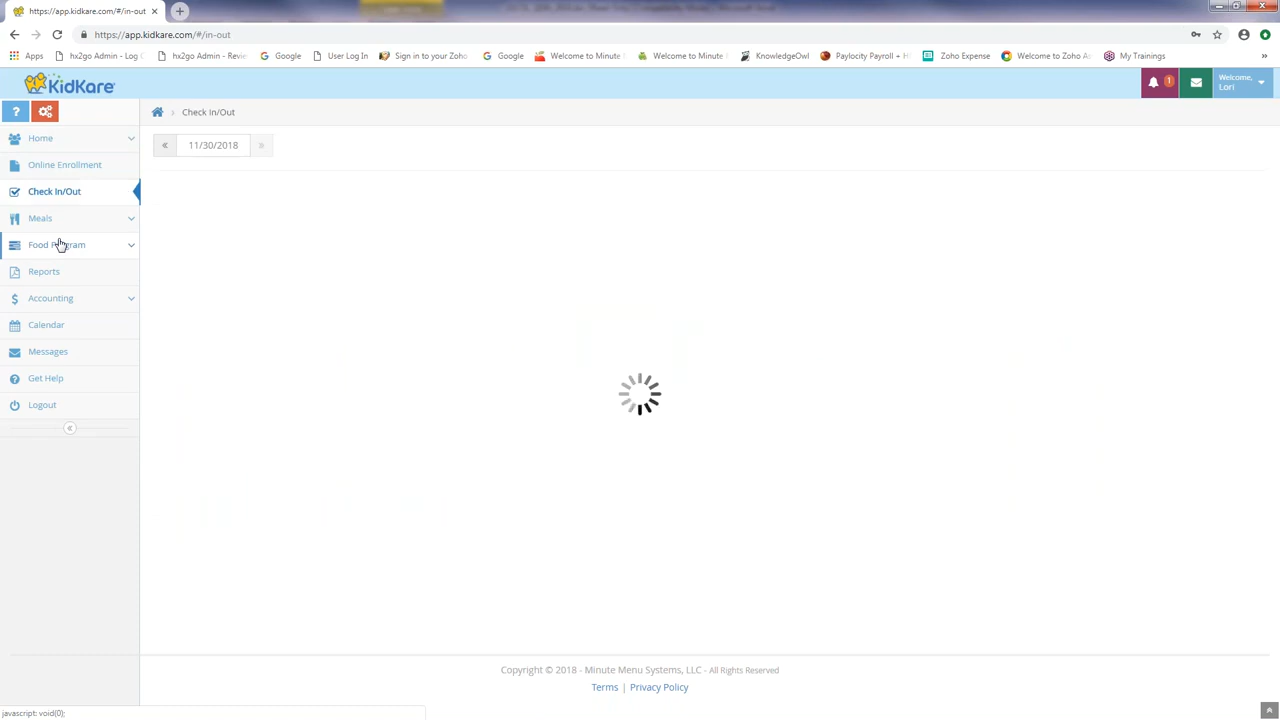 https://app.kidkare.com/#/in-out
https://app.kidkare.com/#/in-out
Apps
hx2go Admin - Log
hx2go Admin - Revie
Google
User Log In
Sign in to your Zoho
Google
Welcome to Minute
Welcome to Minute M
KnowledgeOwl
Paylocity Payroll + H
Zoho Expense
Welcome to Zoho As
My Trainings
KidKare
1
Welcome,
Lori
Home
Check In/Out
Online Enrollment
11/30/2018
Check In/Out
Meals
Food Program
Reports
Accounting
Calendar
Messages
Get Help
Logout
Copyright © 2018 - Minute Menu Systems, LLC - All Rights Reserved
Terms | Privacy Policy
javascript: void(0);